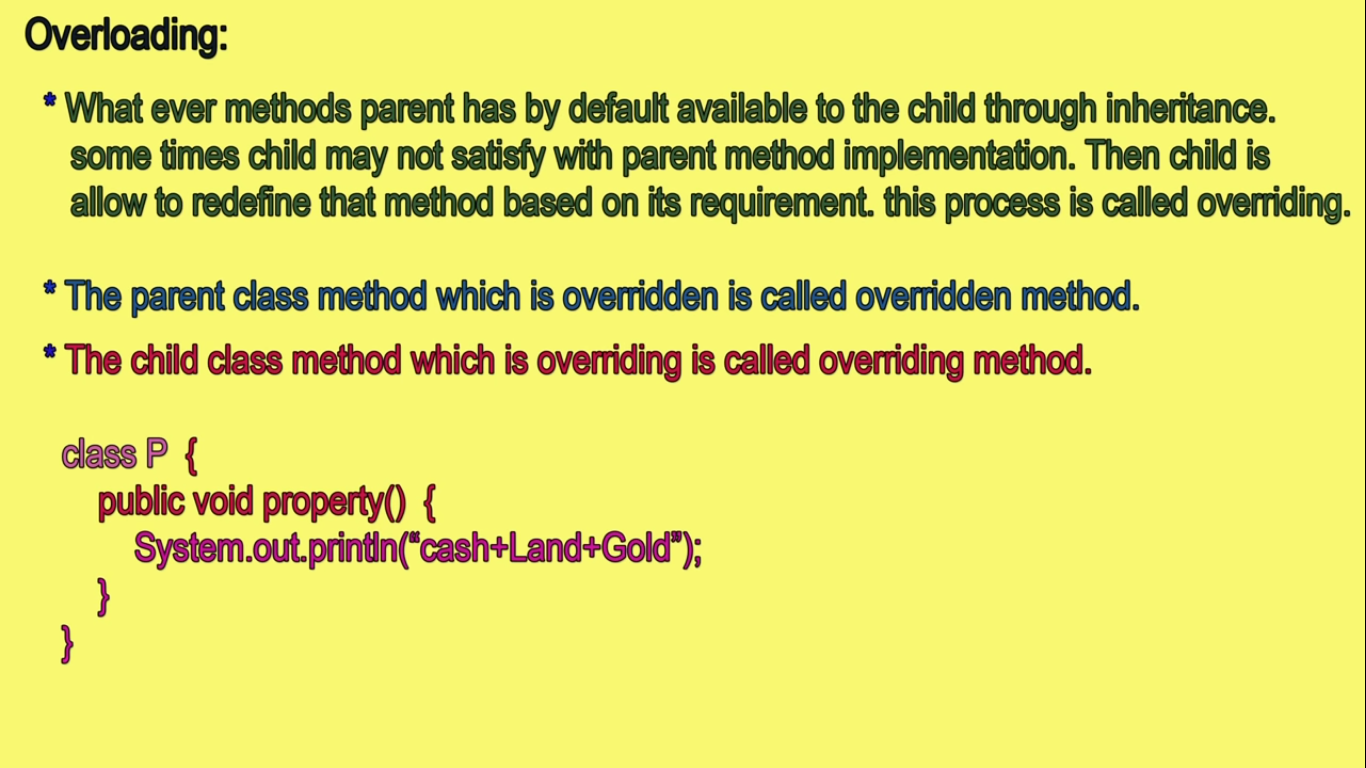 Overloading:
* What ever methods parent has by default available to the child through inheritance.
some times child may not satisfy with parent method implementation. Then child is
allow to redefine that method based on its requirement. this process is called overriding.
* The parent class method which is overridden is called overridden method.
* The child class method which is overriding is called overriding method.
class P {
public void property() {
System.out.println(“cash+Land+Gold”);
}
}